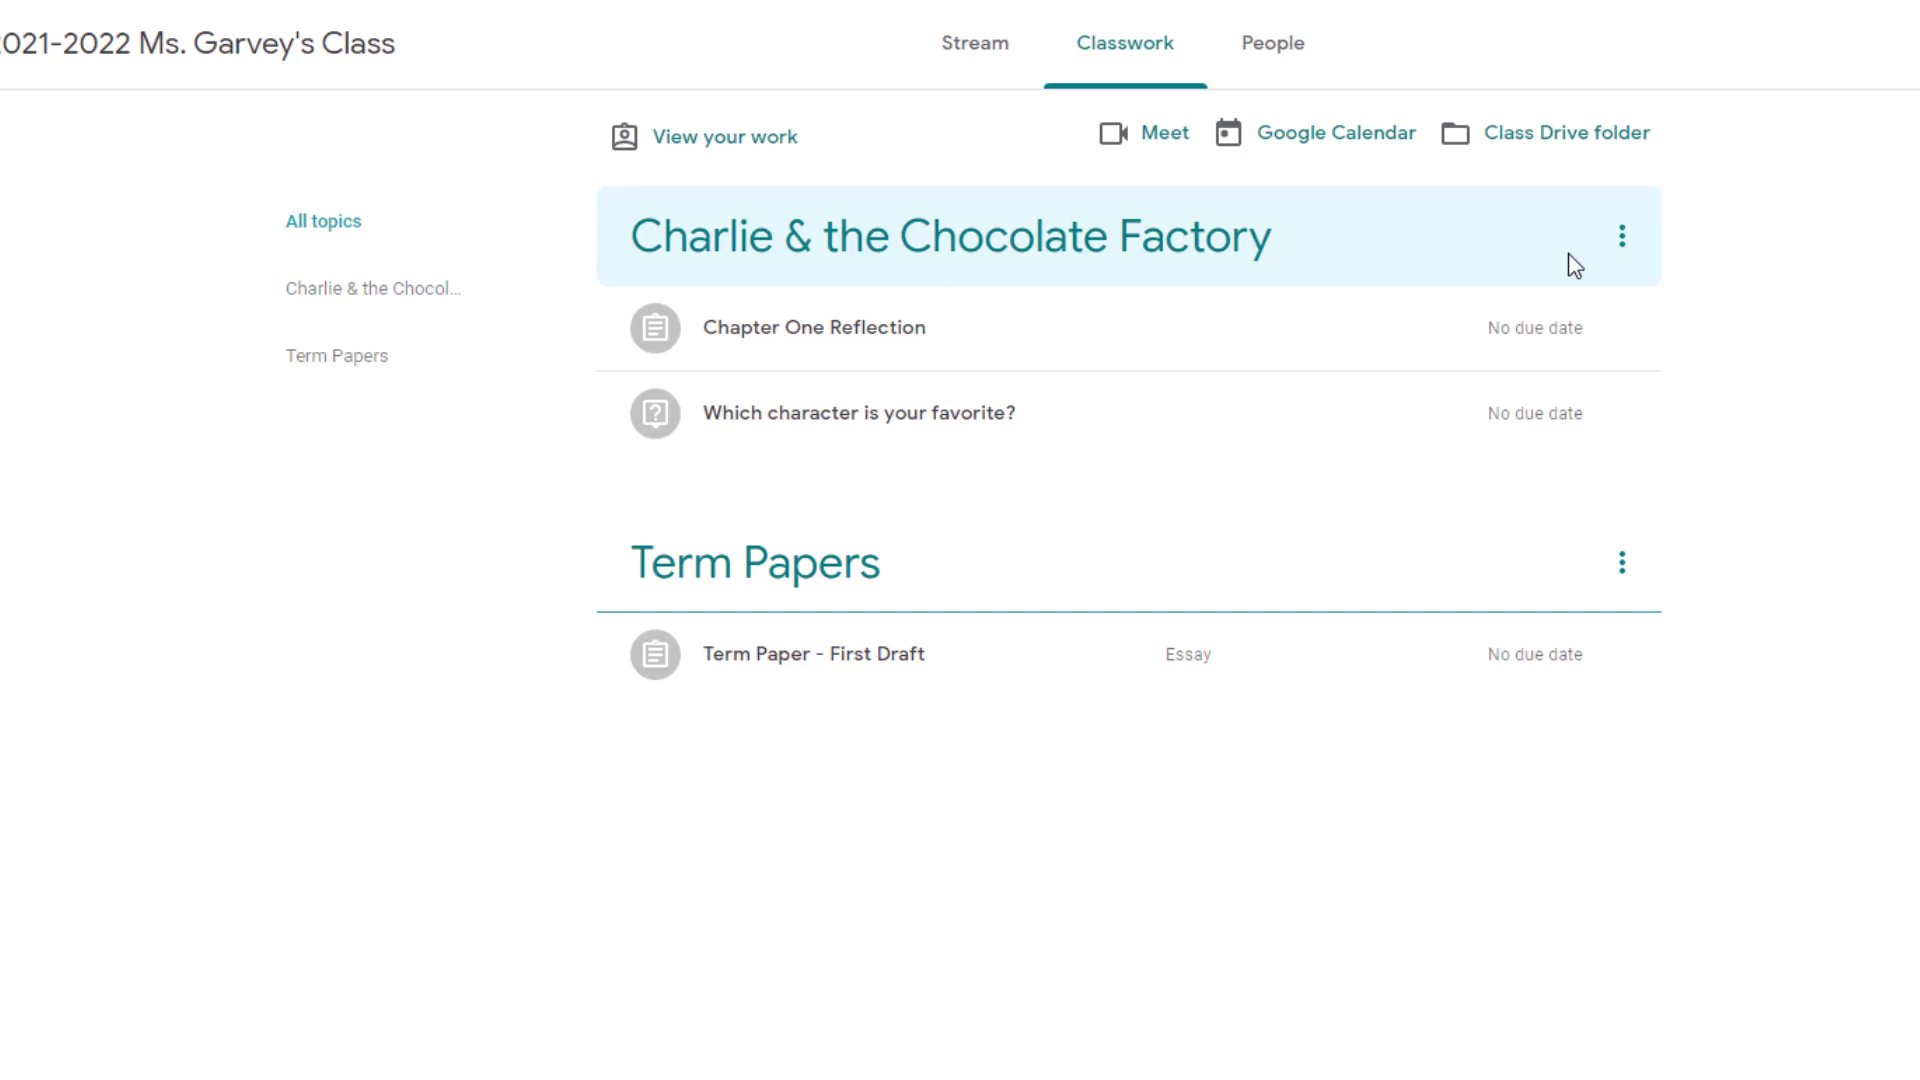 021-2022 Ms. Garvey's Class
Stream
Classwork
People
View your work
Meet
Google Calendar
Class Drive folder
All topics
Charlie & the Chocol...
Term Papers
Charlie & the Chocolate Factory
Chapter One Reflection
No due date
Which character is your favorite?
No due date
Term Papers
Term Paper - First Draft
Essay
No due date